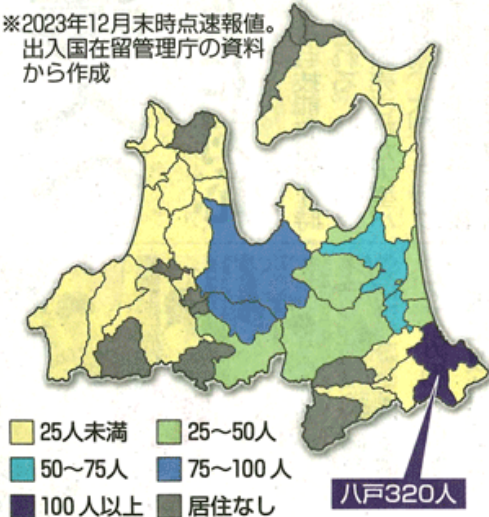 ※2023年12月末時点速報値。
出入国在留管理庁の資料
から作成
25人未満
25～50人
50～75人
75～100人
100人以上
居住なし
八戸320人